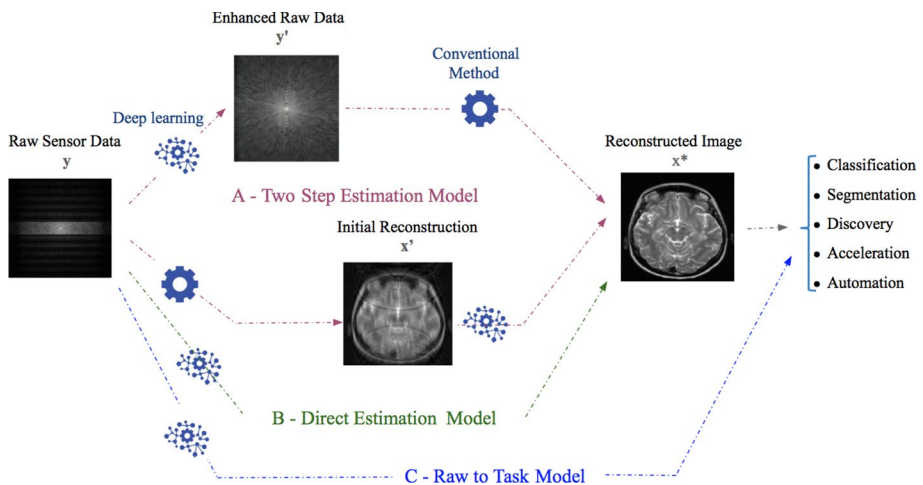 Enhanced Raw Data
y'
Conventional
Method
Deep learning
Raw Sensor Data
y
Reconstructed Image
x*
A - Two Step Estimation Model
Initial Reconstruction
x'
• Classification
• Segmentation
• Discovery
• Acceleration
• Automation
B - Direct Estimation Model
C - Raw to Task Model